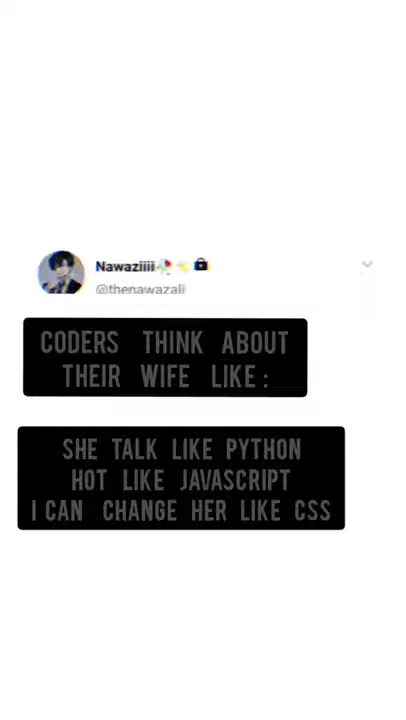 Nawaziiii
@thenawazali
CODERS THINK ABOUT
THEIR WIFE LIKE:
SHE TALK LIKE PYTHON
HOT LIKE JAVASCRIPT
I CAN CHANGE HER LIKE CSS